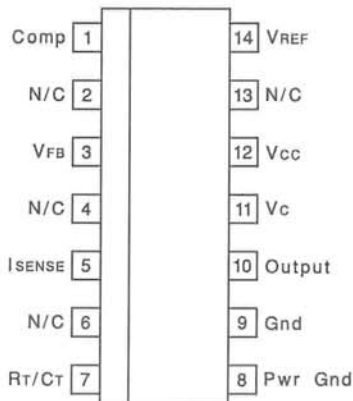 Comp 1 14 VREF
N/C 2 13 N/C
VFB 3 12 Vcc
N/C 4 11 Vc
ISENSE 5 10 Output
N/C 6 9 Gnd
RT/CT 7 8 Pwr Gnd